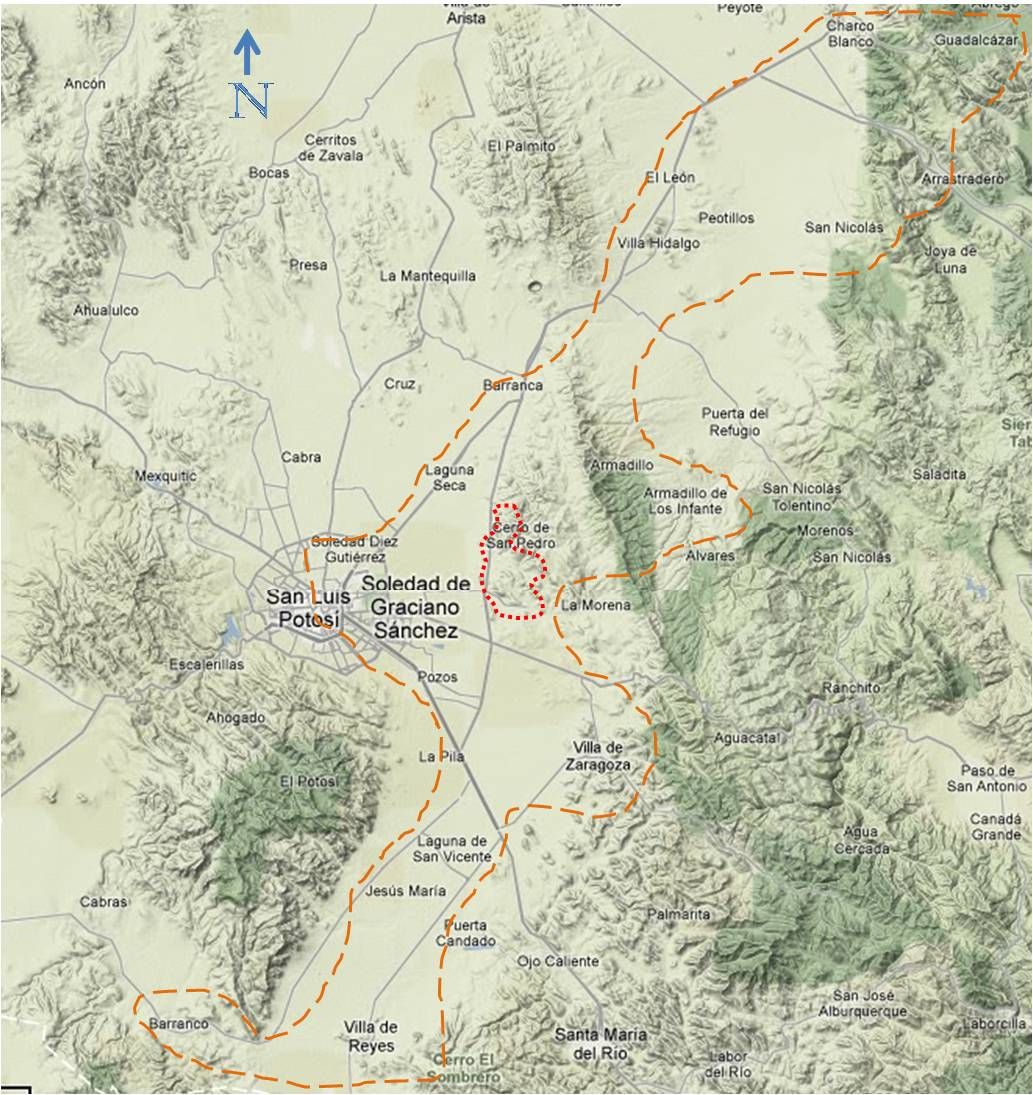 Villa de
Arista
Peyote
Charco
Blanco
Guadalcázar
Ancón
N
Cerritos
de Zavala
Bocas
El Palmito
El León
Arrastradero
Peotillos
San Nicolás
Villa Hidalgo
Joya de
Luna
Presa
La Mantequilla
Ahualulco
Cruz
Barranca
Puerta del
Refugio
Cabra
Laguna
Seca
Mexquitic
Armadillo
Saladita
Armadillo de
Los Infante
San Nicolás
Tolentino
Cerro de
San Pedro
Morenos
Soledad Diez
Gutiérrez
Alvares
San Nicolás
San Luis
Potosí
Soledad de
Graciano
Sánchez
La Morena
Escalerillas
Pozos
Ranchito
Ahogado
Aguacatal
La Pila
Villa de
Zaragoza
El Potosí
Paso de
San Antonio
Canadá
Grande
Agua
Cercada
Laguna de
San Vicente
Jesús María
Cabras
Palmarita
Puerta
Candado
Ojo Caliente
San José
Alburquerque
Barranco
Villa de
Reyes
Santa María
del Río
Laborcilla
Cerro El
Sombrero
Labor
del Río